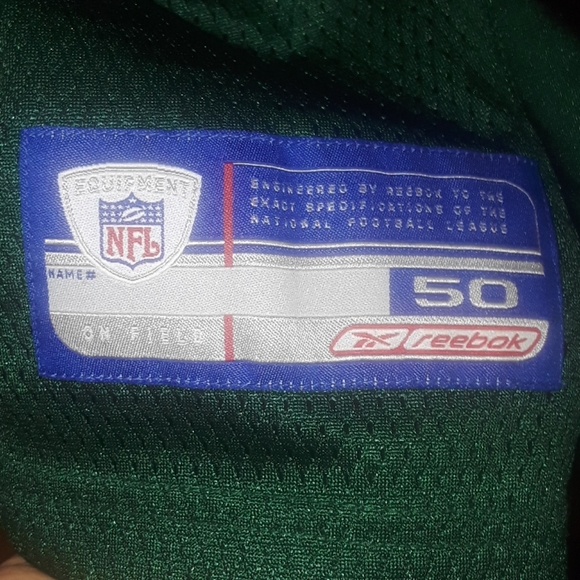 EQUIPMENT
NFL
ENGINEERED BY REEBOK TO THE
EXACT SPECIFICATIONS OF THE
NATIONAL FOOTBALL LEAGUE
NAME#
50
ON FIELD
reebok